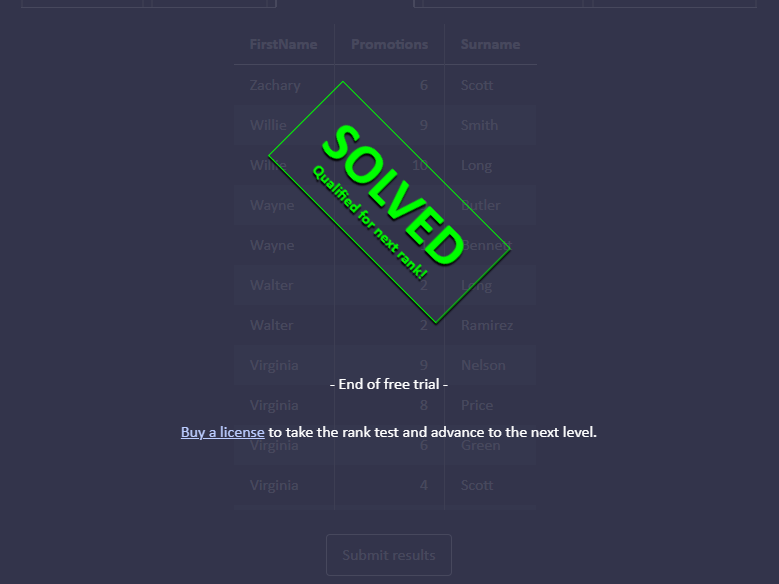 FirstName Promotions Surname
Zachary 6 Scott
Willie 9 Smith
Willie 10 Long
Wayne Butler
Wayne Bennett
Walter 2 Long
Walter 2 Ramirez
Virginia 9 Nelson
Virginia 8 Price
Virginia 6 Green
Virginia 4 Scott
SOLVED
Qualified for next rank!
- End of free trial -
Buy a license to take the rank test and advance to the next level.
Submit results